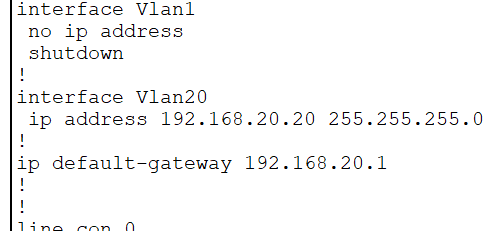 interface Vlan1
 no ip address
 shutdown
!
interface Vlan20
 ip address 192.168.20.20 255.255.255.0
!
ip default-gateway 192.168.20.1
!
!
line con 0